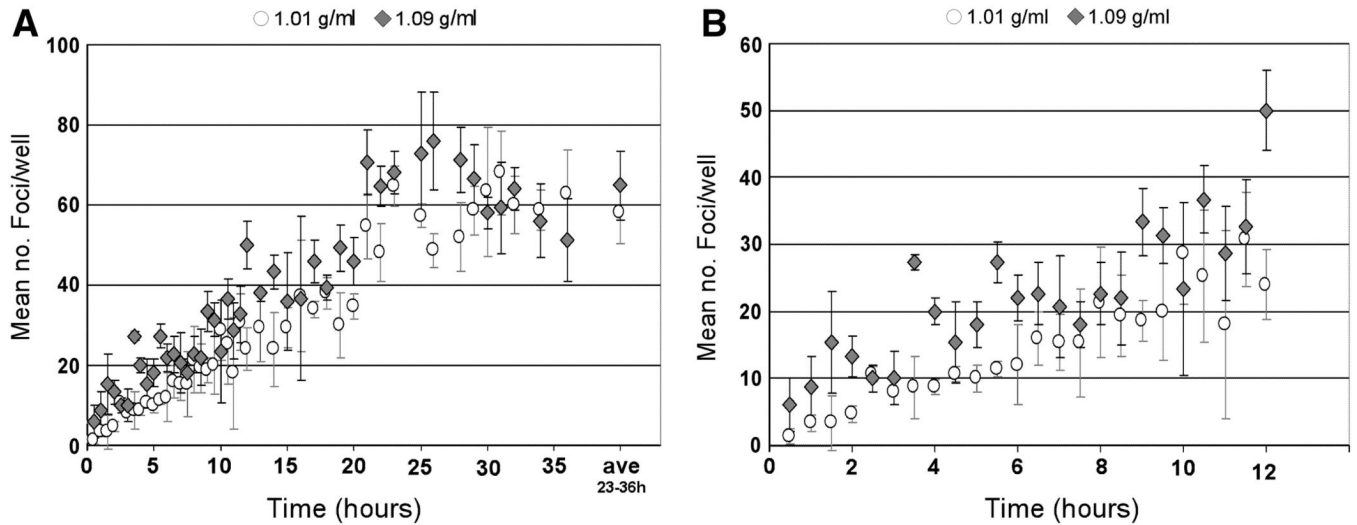 A
1.01 g/ml 1.09 g/ml
100
80
60
40
20
0
Mean no. Foci/well
0 5 10 15 20 25 30 35 ave
23-36h
Time (hours)
B
1.01 g/ml 1.09 g/ml
60
50
40
30
20
10
0
Mean no. Foci/well
0 2 4 6 8 10 12
Time (hours)